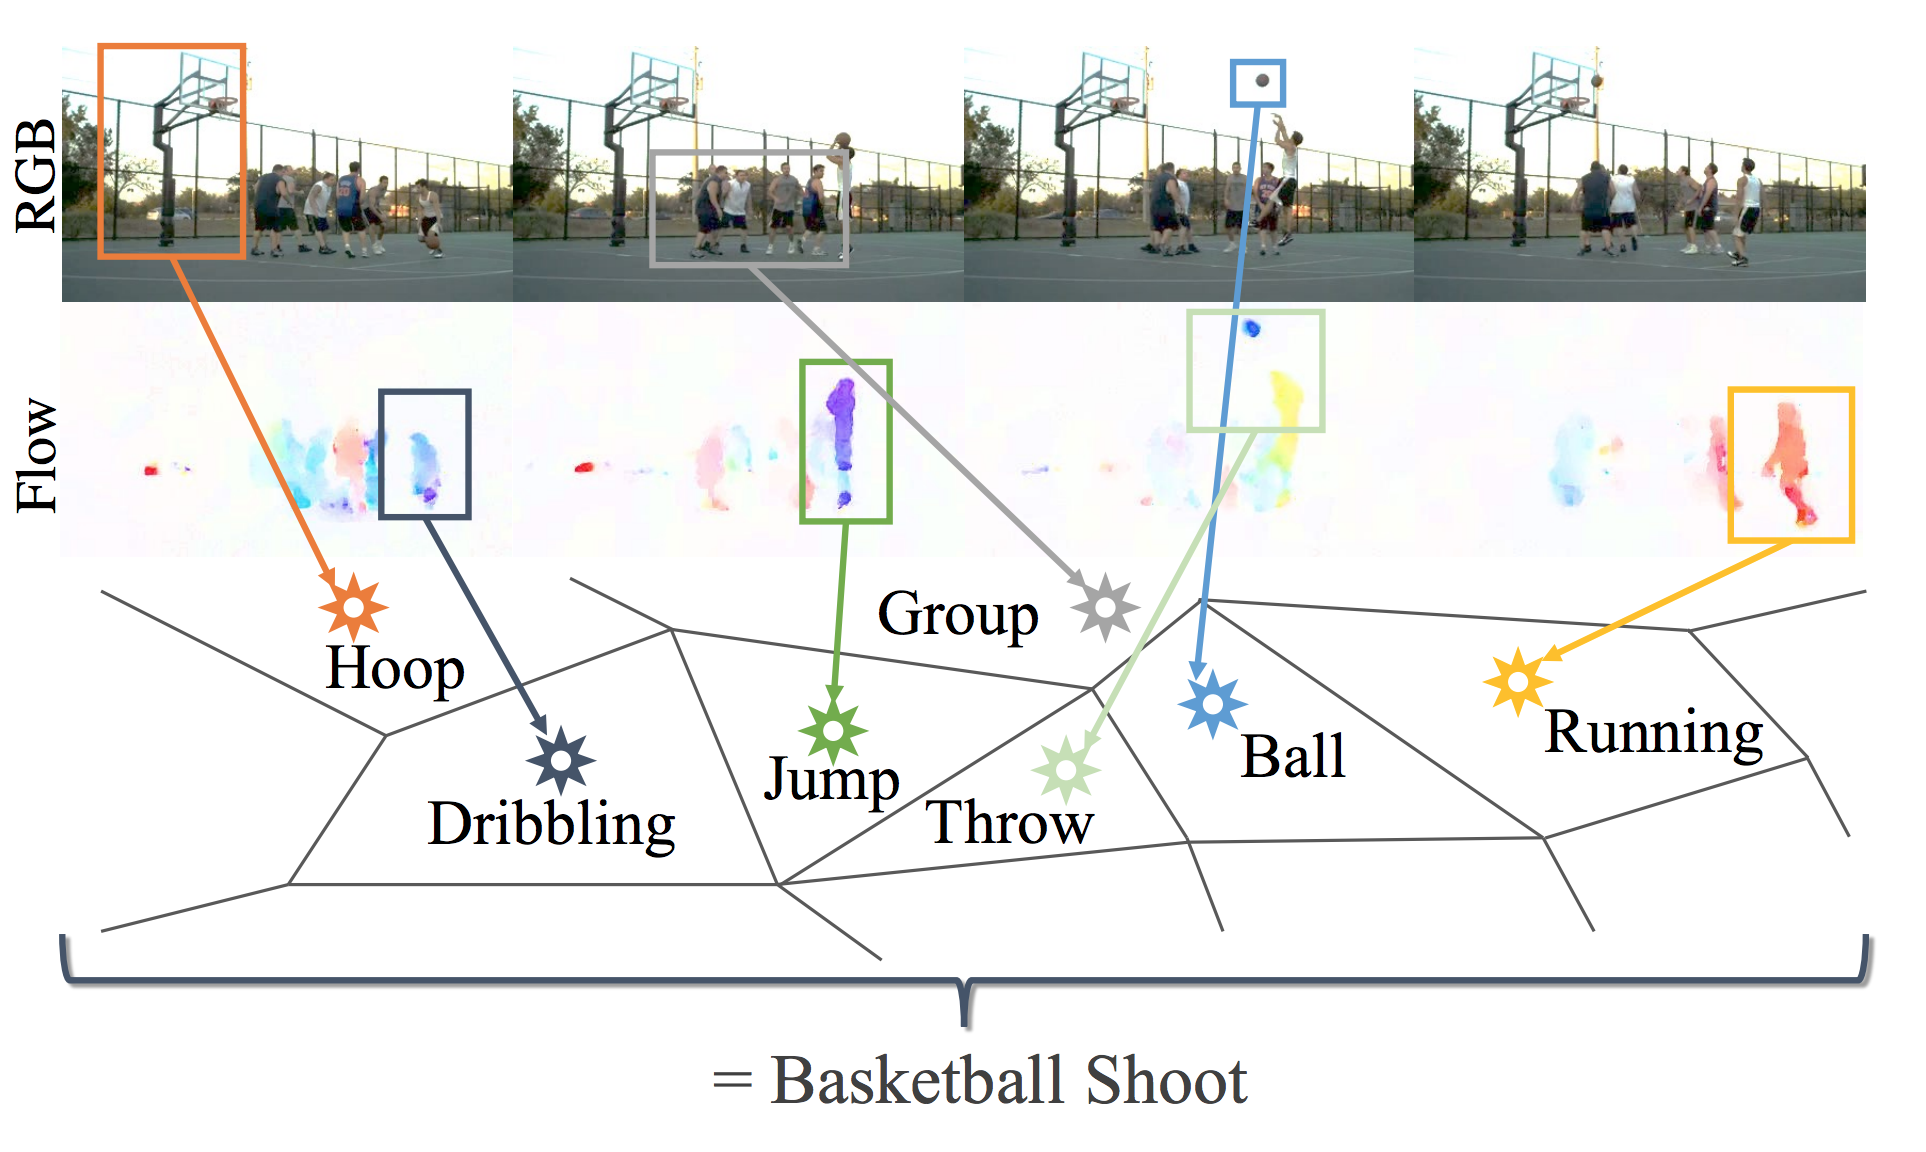 RGB
Flow
Group
Hoop
Running
Ball
Jump
Throw
Dribbling
= Basketball Shoot